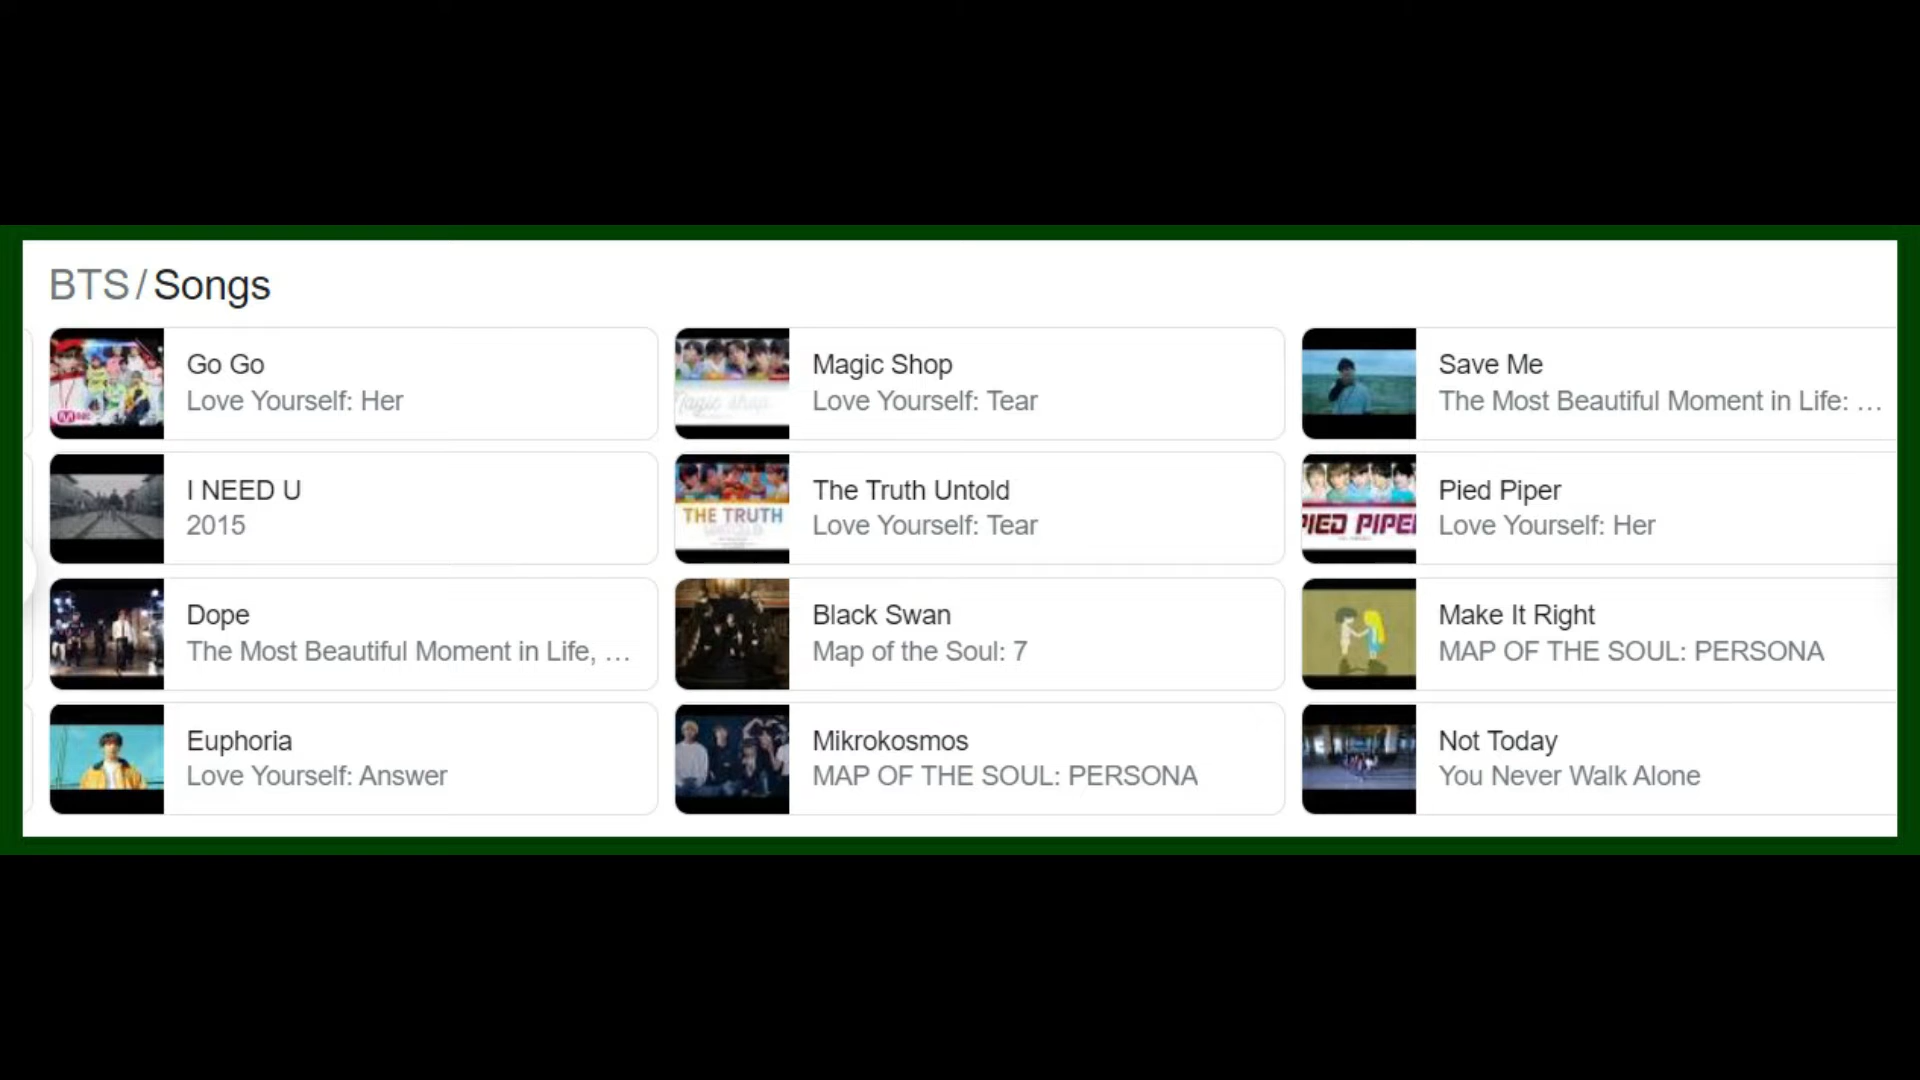 BTS/Songs
Go Go
Love Yourself: Her
Magic Shop
Love Yourself: Tear
Save Me
The Most Beautiful Moment in Life: …
I NEED U
2015
THE TRUTH
The Truth Untold
Love Yourself: Tear
PIED PIPE
Pied Piper
Love Yourself: Her
Dope
The Most Beautiful Moment in Life, …
Black Swan
Map of the Soul: 7
Make It Right
MAP OF THE SOUL: PERSONA
Euphoria
Love Yourself: Answer
Mikrokosmos
MAP OF THE SOUL: PERSONA
Not Today
You Never Walk Alone